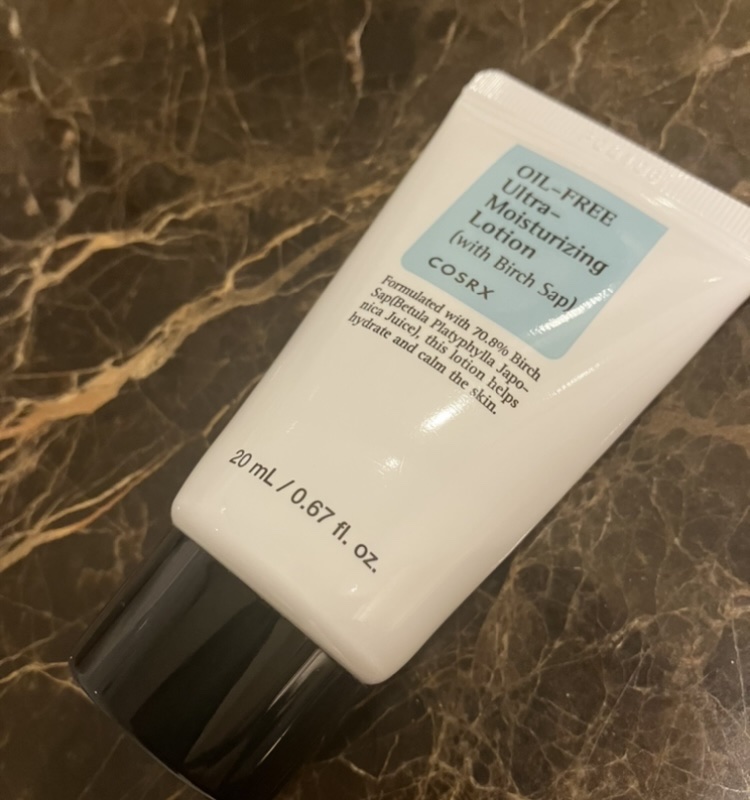 OIL-FREE
Ultra-
Moisturizing
Lotion
(with Birch Sap)
COSRX
Formulated with 70.8% Birch
Sap(Betula Platyphylla Japo-
nica Juice), this lotion helps
hydrate and calm the skin.
20 mL / 0.67 fl. oz.